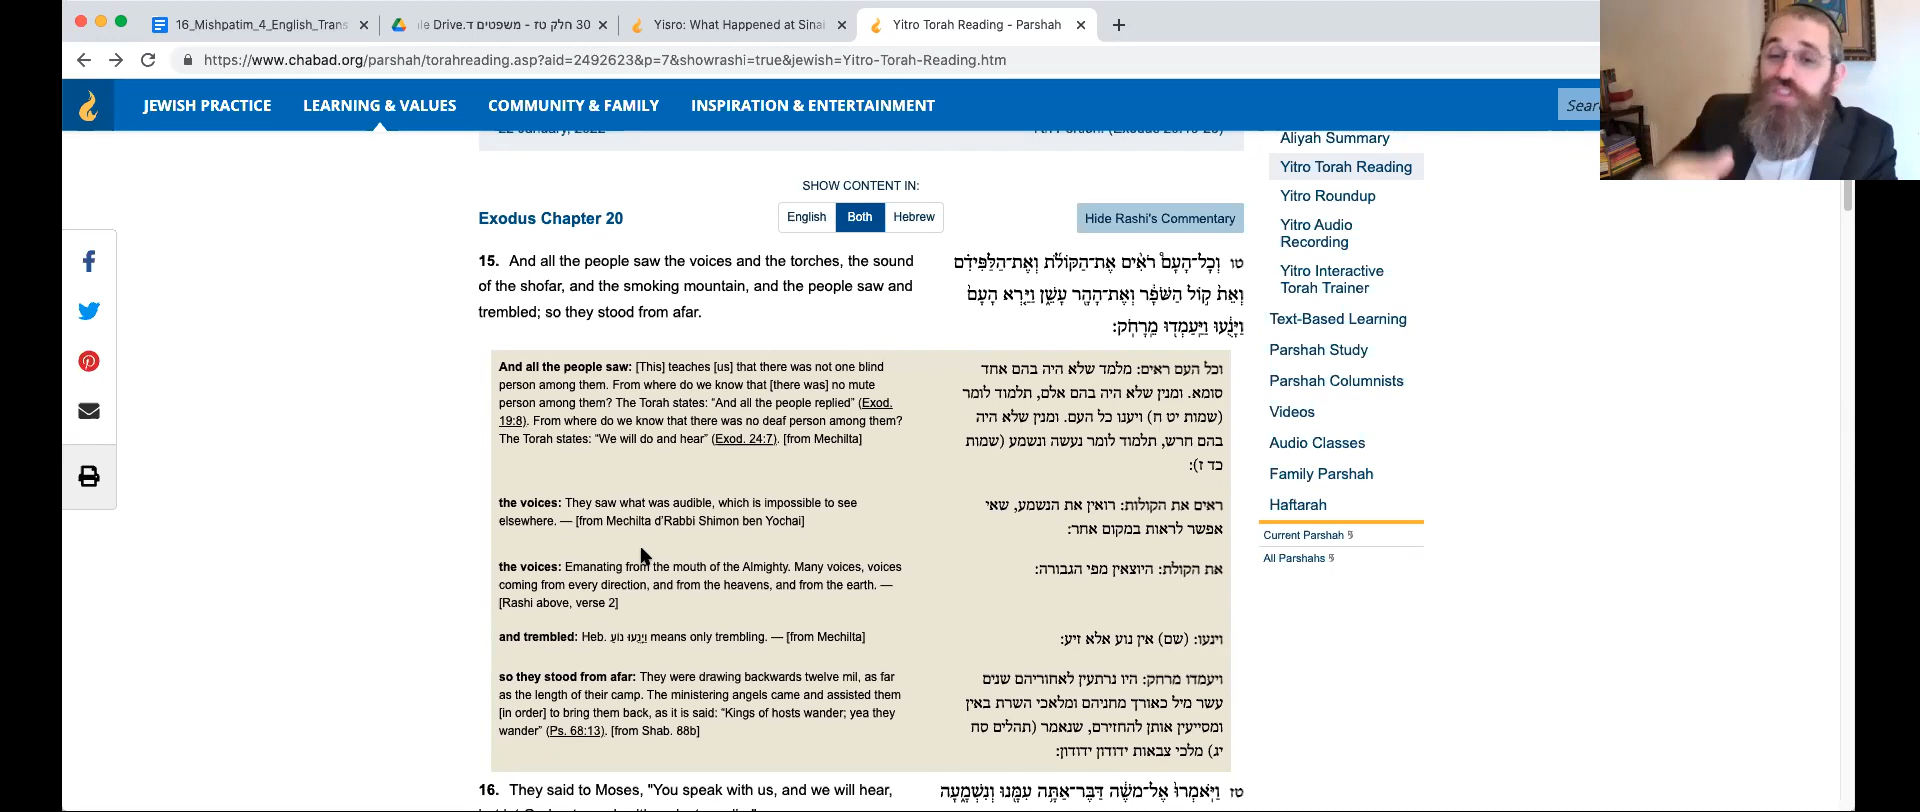 16_Mishpatim_4_English_Trans
30 חלק טז - משפטים ד.
le Drive
Yisro: What Happened at Sinai
Yitro Torah Reading - Parshah
https://www.chabad.org/parshah/torahreading.asp?aid=2492623&p=7&showrashi=true&jewish=Yitro-Torah-Reading.htm
JEWISH PRACTICE LEARNING & VALUES COMMUNITY & FAMILY INSPIRATION & ENTERTAINMENT
22 January, 2022
SHOW CONTENT IN:
Exodus Chapter 20
English Both Hebrew
Hide Rashi's Commentary
15. And all the people saw the voices and the torches, the sound
of the shofar, and the smoking mountain, and the people saw and
trembled; so they stood from afar.
טו וְכָל־הָעָם֩ רֹאִ֨ים אֶת־הַקּוֹלֹ֜ת וְאֶת־הַלַּפִּידִ֗ם
וְאֵת֙ ק֣וֹל הַשֹּׁפָ֔ר וְאֶת־הָהָ֖ר עָשֵׁ֑ן וַיַּ֤רְא הָעָם֙
וַיָּנֻ֔עוּ וַיַּֽעַמְד֖וּ מֵֽרָחֹֽק:
And all the people saw: [This] teaches [us] that there was not one blind
person among them. From where do we know that [there was] no mute
person among them? The Torah states: “And all the people replied” (Exod.
19:8). From where do we know that there was no deaf person among them?
The Torah states: “We will do and hear” (Exod. 24:7). [from Mechilta]
וכל העם ראים: מלמד שלא היה בהם אחד
סומא. ומנין שלא היה בהם אלם, תלמוד לומר
(שמות יט ח) ויענו כל העם. ומנין שלא היה
בהם חרש, תלמוד לומר נעשה ונשמע (שמות
כד ז):
the voices: They saw what was audible, which is impossible to see
elsewhere. — [from Mechilta d’Rabbi Shimon ben Yochai]
ראים את הקולות: רואין את הנשמע, שאי
אפשר לראות במקום אחר:
the voices: Emanating from the mouth of the Almighty. Many voices, voices
coming from every direction, and from the heavens, and from the earth. —
[Rashi above, verse 2]
את הקולת: היוצאין מפי הגבורה:
and trembled: Heb. וַיָּנֻעוּ נוֹעַ means only trembling. — [from Mechilta]
וינעו: (שם) אין נוע אלא זיע:
so they stood from afar: They were drawing backwards twelve mil, as far
as the length of their camp. The ministering angels came and assisted them
[in order] to bring them back, as it is said: “Kings of hosts wander; yea they
wander” (Ps. 68:13). [from Shab. 88b]
ויעמדו מרחק: היו נרתעין לאחוריהם שנים
עשר מיל כאורך מחניהם ומלאכי השרת באין
ומסייעין אותן להחזירם, שנאמר (תהלים סח
יג) מלכי צבאות ידודון ידודון:
16. They said to Moses, "You speak with us, and we will hear,
טז וַיֹּֽאמְרוּ֙ אֶל־משֶׁ֔ה דַּבֶּר־אַתָּ֥ה עִמָּ֖נוּ וְנִשְׁמָ֑עָה
Aliyah Summary
Yitro Torah Reading
Yitro Roundup
Yitro Audio
Recording
Yitro Interactive
Torah Trainer
Text-Based Learning
Parshah Study
Parshah Columnists
Videos
Audio Classes
Family Parshah
Haftarah
Current Parshah
All Parshahs